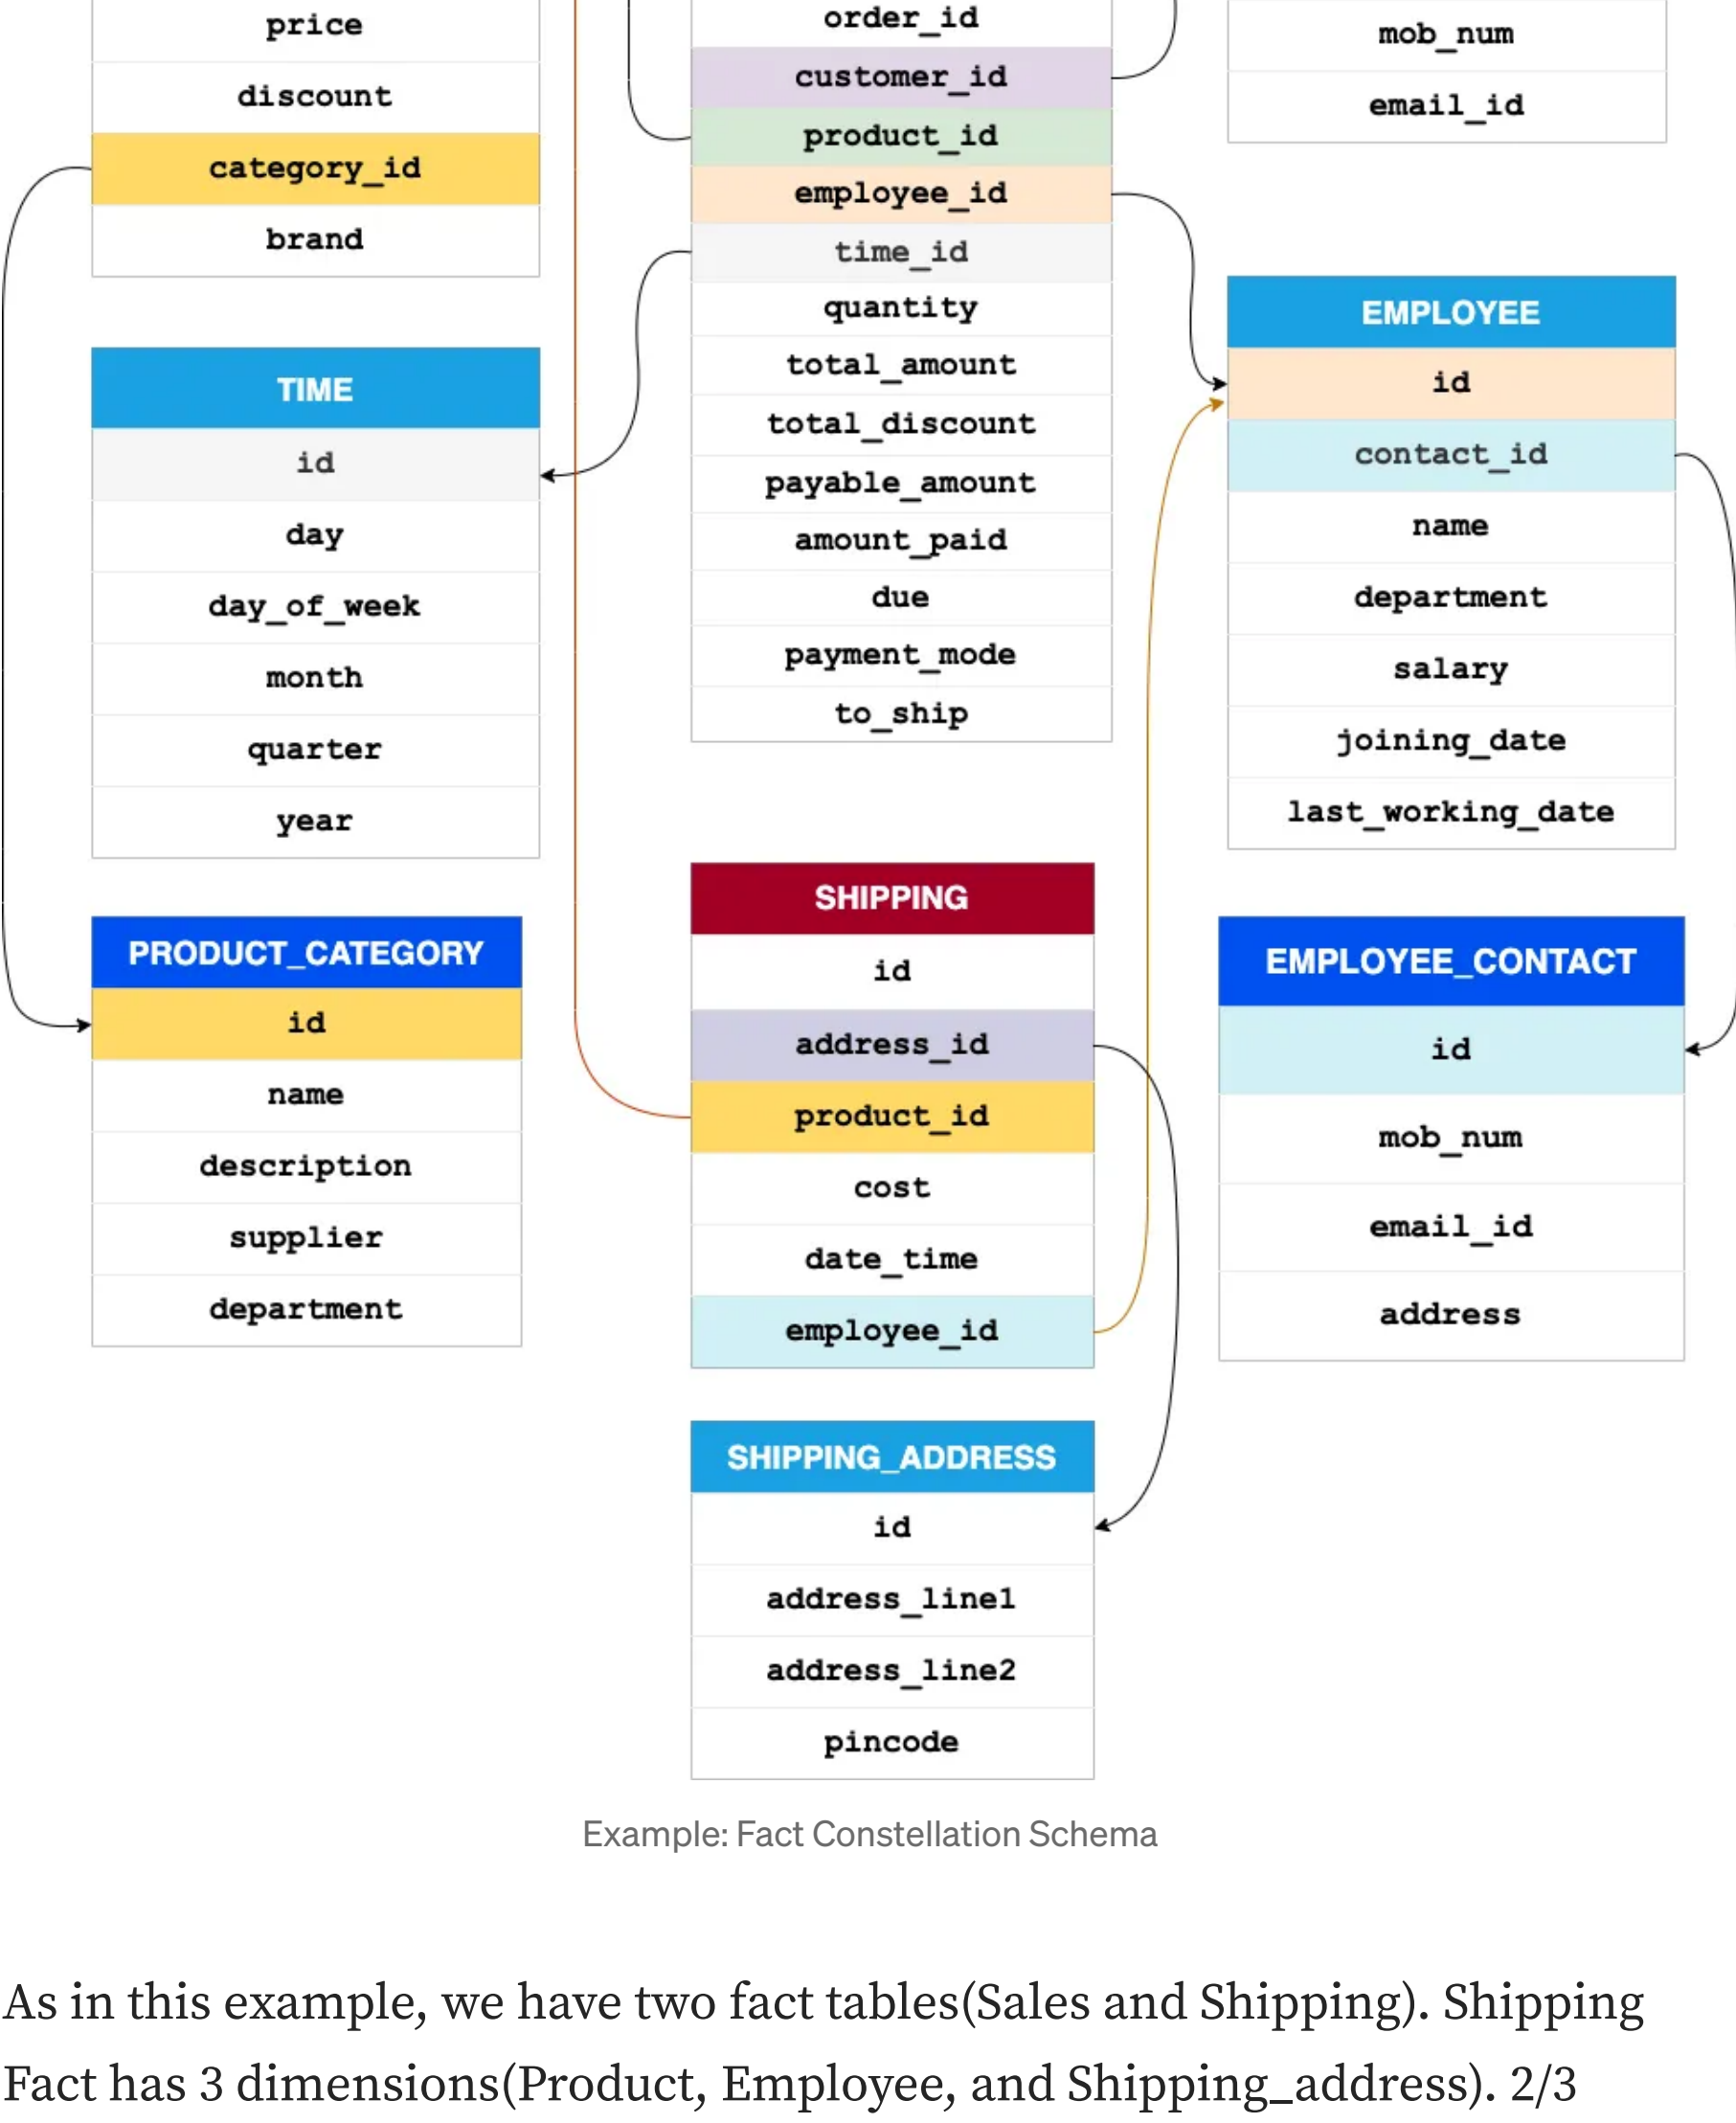 price
discount
category_id
brand
TIME
id
day
day_of_week
month
quarter
year
PRODUCT_CATEGORY
id
name
description
supplier
department
order_id
customer_id
product_id
employee_id
time_id
quantity
total_amount
total_discount
payable_amount
amount_paid
due
payment_mode
to_ship
SHIPPING
id
address_id
product_id
cost
date_time
employee_id
SHIPPING_ADDRESS
id
address_line1
address_line2
pincode
mob_num
email_id
EMPLOYEE
id
contact_id
name
department
salary
joining_date
last_working_date
EMPLOYEE_CONTACT
id
mob_num
email_id
address
Example: Fact Constellation Schema
As in this example, we have two fact tables(Sales and Shipping). Shipping
Fact has 3 dimensions(Product, Employee, and Shipping_address). 2/3